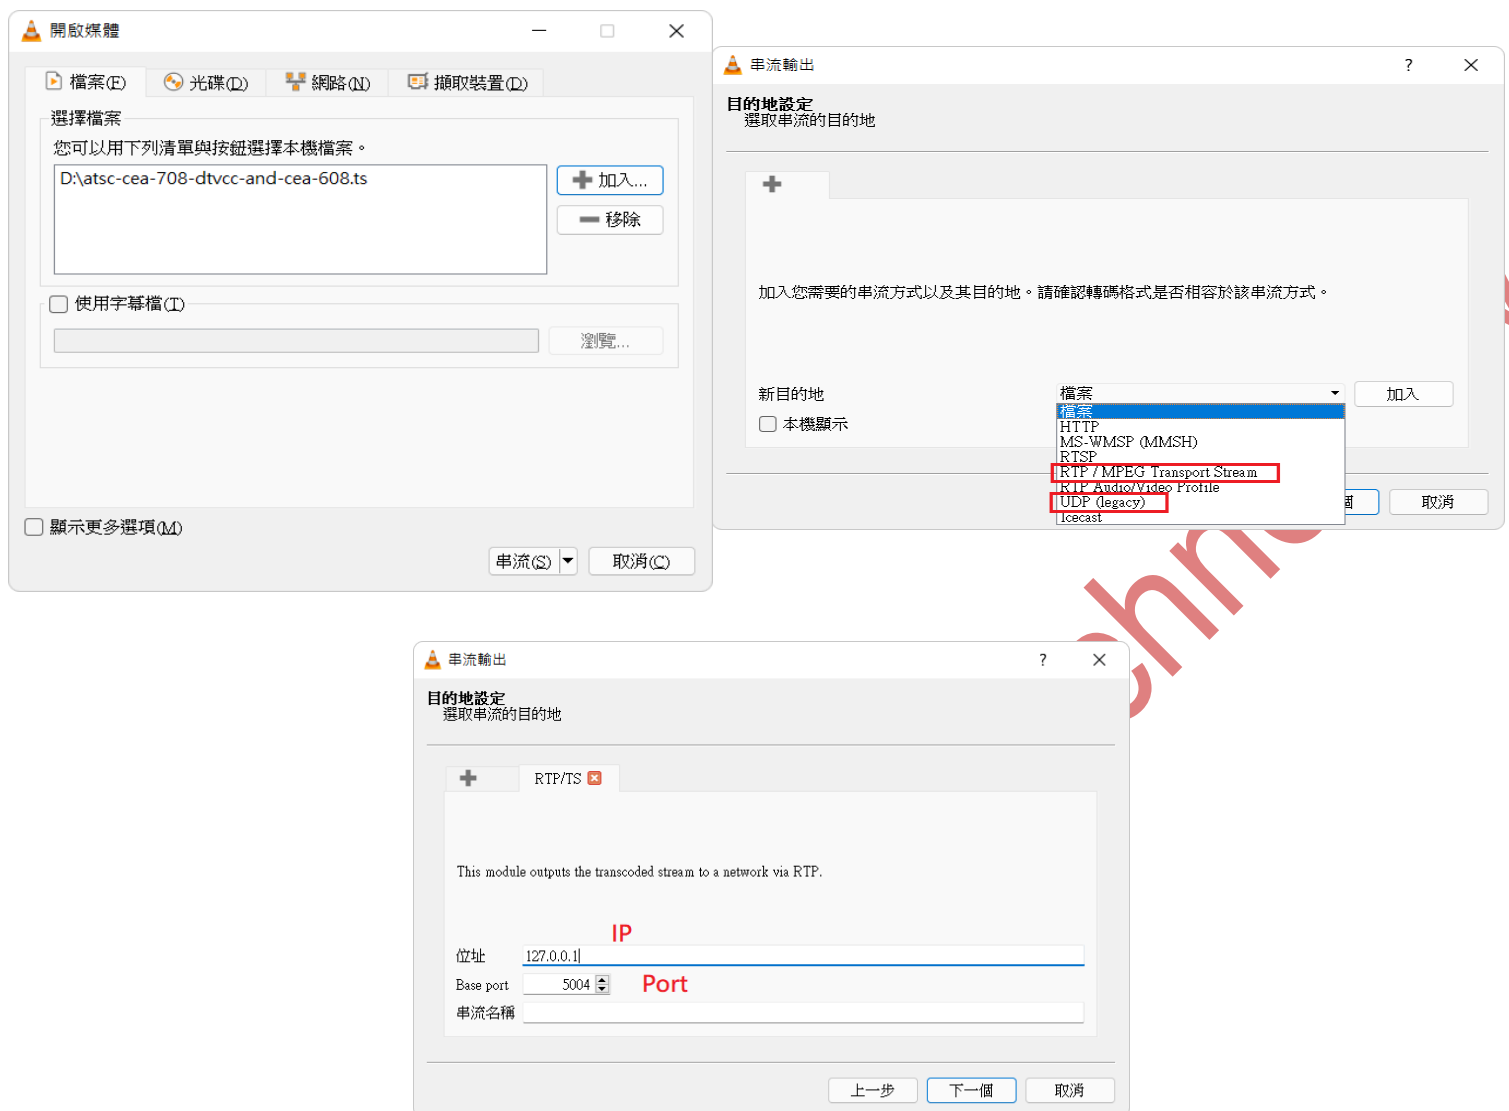 開啟媒體
檔案(F)
光碟(D)
網路(N)
擷取裝置(D)
選擇檔案
您可以用下列清單與按鈕選擇本機檔案。
D:\atsc-cea-708-dtvcc-and-cea-608.ts
加入...
移除
使用字幕檔(T)
瀏覽...
顯示更多選項(M)
串流(S)
取消(C)
串流輸出
?
目的地設定
選取串流的目的地
加入您需要的串流方式以及其目的地。請確認轉碼格式是否相容於該串流方式。
新目的地
檔案
加入
本機顯示
檔案
HTTP
MS-WMSP (MMSH)
RTSP
RTP / MPEG Transport Stream
RTP Audio/Video Profile
UDP (legacy)
Icecast
個
取消
chn
串流輸出
?
目的地設定
選取串流的目的地
RTP/TS
This module outputs the transcoded stream to a network via RTP.
IP
位址
127.0.0.1
Base port
5004
Port
串流名稱
上一步
下一個
取消